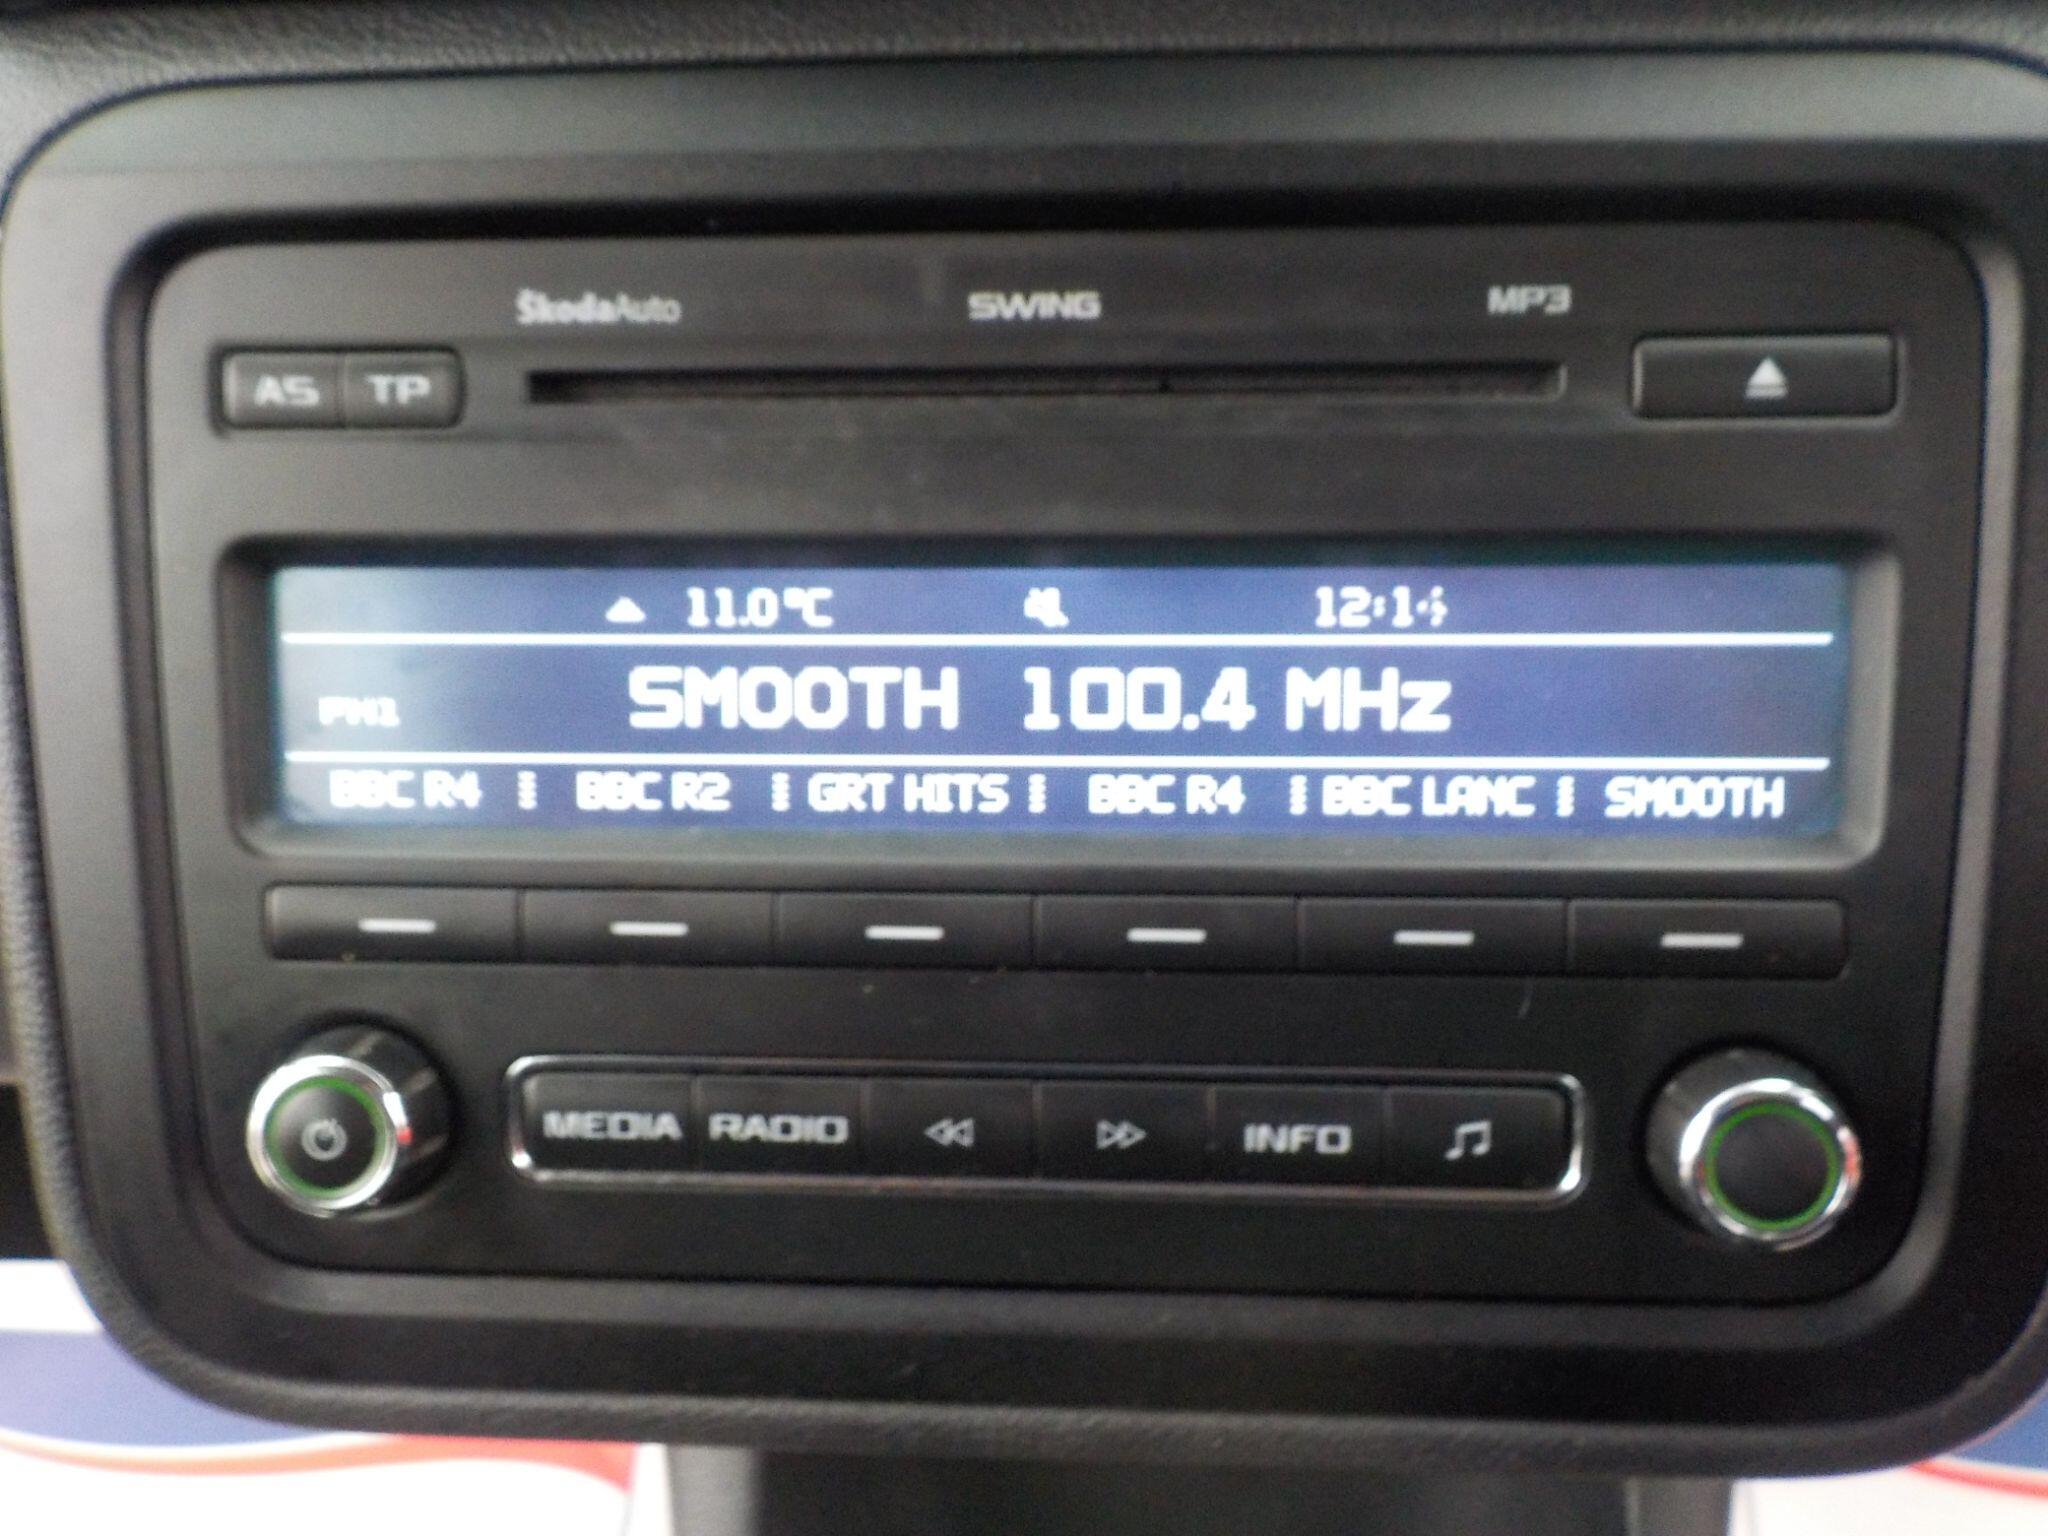 ŠkodaAuto SWING MP3
AS TP
11.0°C
SMOOTH 100.4 MHz
BBC R4 BBC R2 GRT HITS BBC R4 BBC LANC SMOOTH
MEDIA RADIO INFO